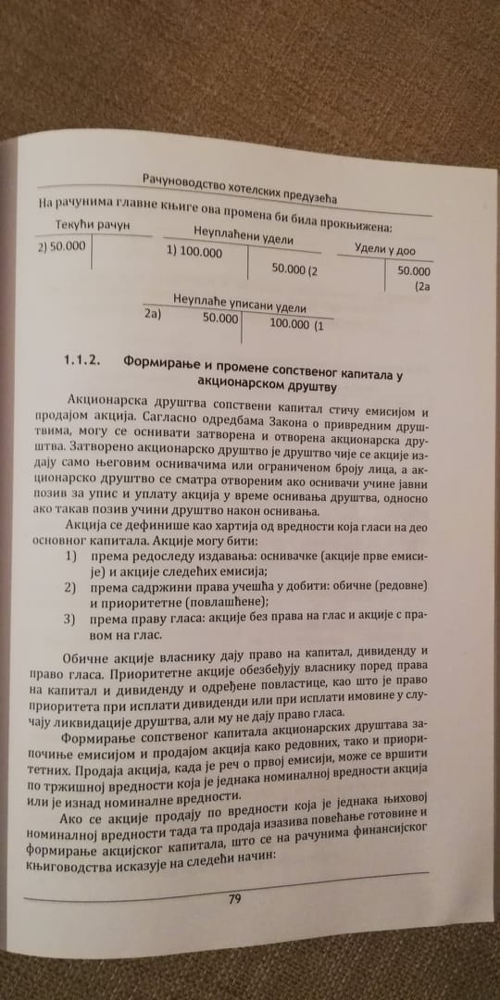 Рачуноводство хотелских предузећа
На рачунима главне књиге ова промена би била прокњижена:
Текући рачун Неуплаћени удели Удели у доо
2) 50.000 1) 100.000 50.000
50.000 (2 (2а
Неуплаће уписани удели
2а) 50.000 100.000 (1
1.1.2. Формирање и промене сопственог капитала у
акционарском друштву
Акционарска друштва сопствени капитал стичу емисијом и
продајом акција. Сагласно одредбама Закона о привредним друш-
твима, могу се оснивати затворена и отворена акционарска дру-
штва. Затворено акционарско друштво је друштво чије се акције из-
дају само његовим оснивачима или ограниченом броју лица, а ак-
ционарско друштво се сматра отвореним ако оснивачи учине јавни
позив за упис и уплату акција у време оснивања друштва, односно
ако такав позив учини друштво након оснивања.
Акција се дефинише као хартија од вредности која гласи на део
основног капитала. Акције могу бити:
1) према редоследу издавања: оснивачке (акције прве емиси-
је) и акције следећих емисија;
2) према садржини права учешћа у добити: обичне (редовне)
и приоритетне (повлашћене);
3) према праву гласа: акције без права на глас и акције с пра-
вом на глас.
Обичне акције власнику дају право на капитал, дивиденду и
право гласа. Приоритетне акције обезбеђују власнику поред права
на капитал и дивиденду и одређене повластице, као што је право
приоритета при исплати дивиденди или при исплати имовине у слу-
чају ликвидације друштва, али му не дају право гласа.
Формирање сопственог капитала акционарских друштава за-
почиње емисијом и продајом акција како редовних, тако и приори-
тетних. Продаја акција, када је реч о првој емисији, може се вршити
по тржишној вредности која је једнака номиналној вредности акција
или је изнад номиналне вредности.
Ако се акције продају по вредности која је једнака њиховој
номиналној вредности тада та продаја изазива повећање готовине и
формирање акцијског капитала, што се на рачунима финансијског
књиговодства исказује на следећи начин:
79